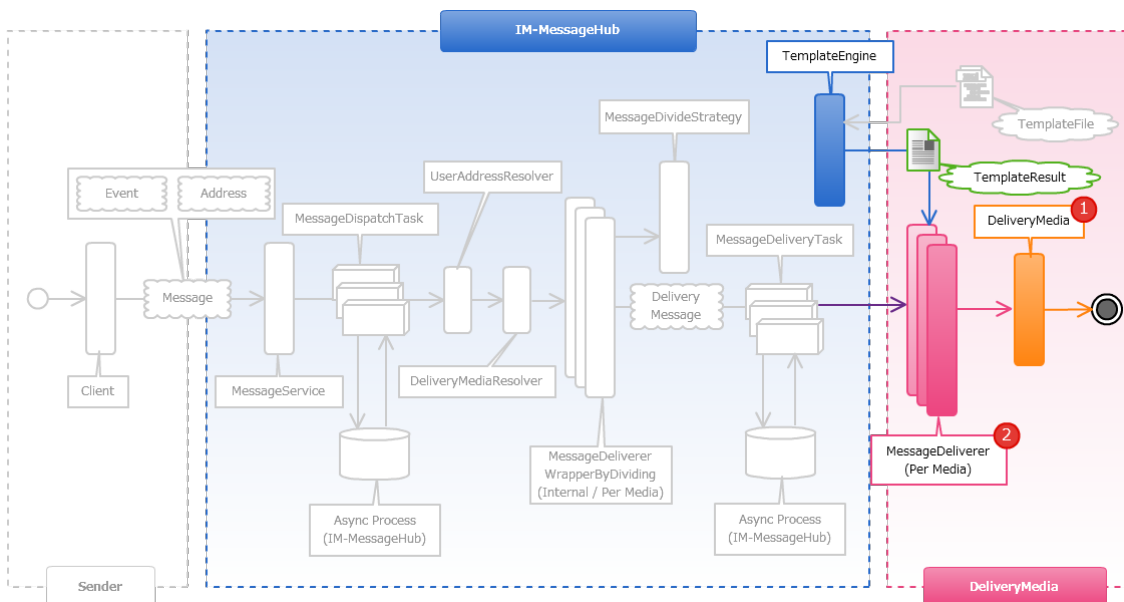 IM-MessageHub
TemplateEngine
TemplateFile
MessageDivideStrategy
TemplateResult
UserAddressResolver
Event
Address
MessageDispatchTask
DeliveryMedia
1
MessageDeliveryTask
Message
Delivery
Message
Client
MessageService
DeliveryMediaResolver
MessageDeliverer
WrapperByDividing
(Internal / Per Media)
MessageDeliverer
(Per Media)
2
Async Process
(IM-MessageHub)
Async Process
(IM-MessageHub)
Sender
DeliveryMedia